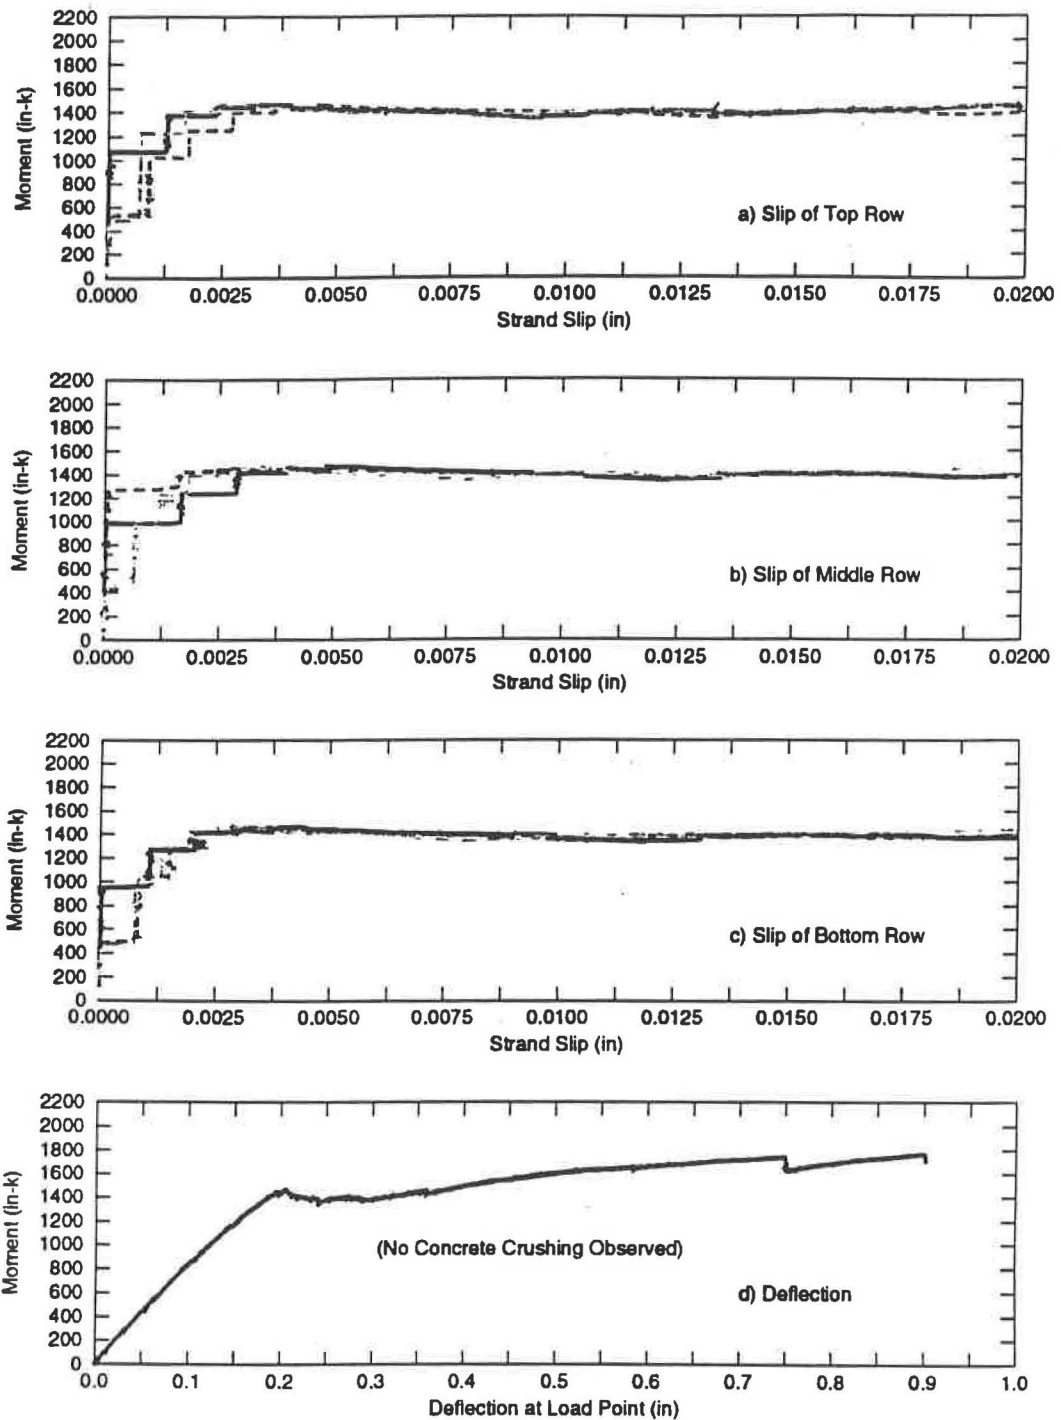 2200
2000
1800
1600
1400
1200
1000
800
600
400
200
0
Moment (in-k)
a) Slip of Top Row
0.0000 0.0025 0.0050 0.0075 0.0100 0.0125 0.0150 0.0175 0.0200
Strand Slip (in)
2200
2000
1800
1600
1400
1200
1000
800
600
400
200
0
Moment (in-k)
b) Slip of Middle Row
0.0000 0.0025 0.0050 0.0075 0.0100 0.0125 0.0150 0.0175 0.0200
Strand Slip (in)
2200
2000
1800
1600
1400
1200
1000
800
600
400
200
0
Moment (in-k)
c) Slip of Bottom Row
0.0000 0.0025 0.0050 0.0075 0.0100 0.0125 0.0150 0.0175 0.0200
Strand Slip (in)
2200
2000
1800
1600
1400
1200
1000
800
600
400
200
0
Moment (in-k)
(No Concrete Crushing Observed)
d) Deflection
0.0 0.1 0.2 0.3 0.4 0.5 0.6 0.7 0.8 0.9 1.0
Deflection at Load Point (in)